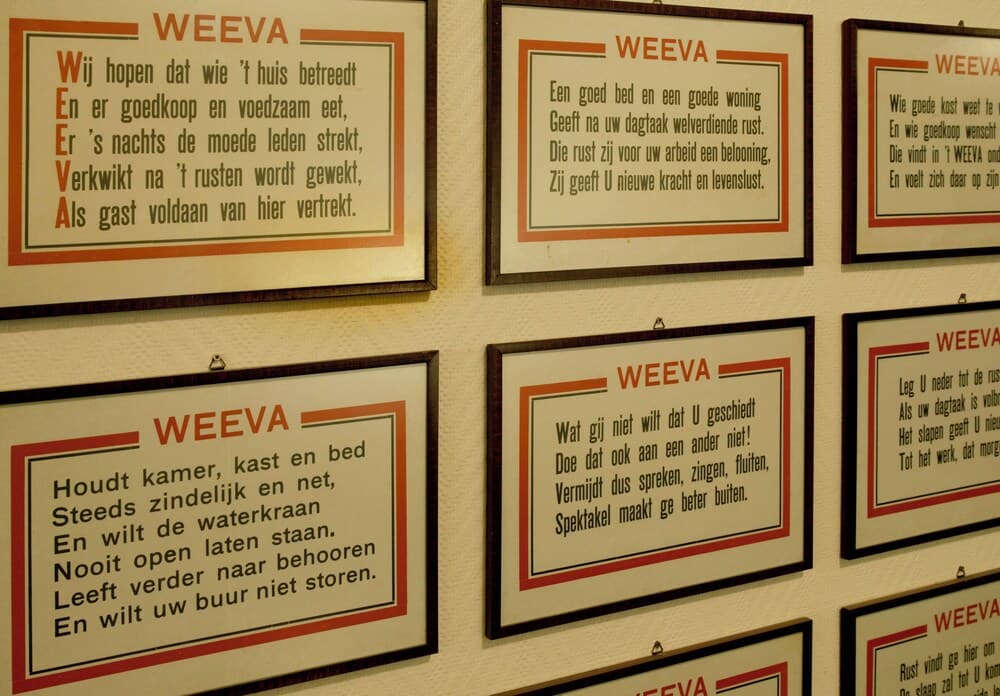 WEEVA
Wij hopen dat wie 't huis betreedt
En er goedkoop en voedzaam eet,
Er 's nachts de moede leden strekt,
Verkwikt na 't rusten wordt gewekt,
Als gast voldaan van hier vertrekt.
WEEVA
Een goed bed en een goede woning
Geeft na uw dagtaak welverdiende rust.
Die rust zij voor uw arbeid een belooning,
Zij geeft U nieuwe kracht en levenslust.
WEEVA
Wie goede kost weet te
En wie goedkoop wenscht
Die vindt in 't WEEVA
En voelt zich daar op zijn
WEEVA
Houdt kamer, kast en bed
Steeds zindelijk en net,
En wilt de waterkraan
Nooit open laten staan.
Leeft verder naar behooren
En wilt uw buur niet storen.
WEEVA
Wat gij niet wilt dat U geschiedt
Doe dat ook aan een ander niet!
Vermijdt dus spreken, zingen, fluiten,
Spektakel maakt ge beter buiten.
WEEVA
Leg U neder tot de
Als uw dagtaak is
Het slapen geeft U
Tot het werk, dat
WEEVA
WEEVA
Rust vindt ge hier om
slaap zal tot U